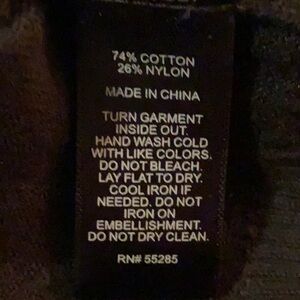 74% COTTON
26% NYLON
MADE IN CHINA
TURN GARMENT
INSIDE OUT.
HAND WASH COLD
WITH LIKE COLORS.
DO NOT BLEACH.
LAY FLAT TO DRY.
COOL IRON IF
NEEDED. DO NOT
IRON ON
EMBELLISHMENT.
DO NOT DRY CLEAN.
RN# 55285